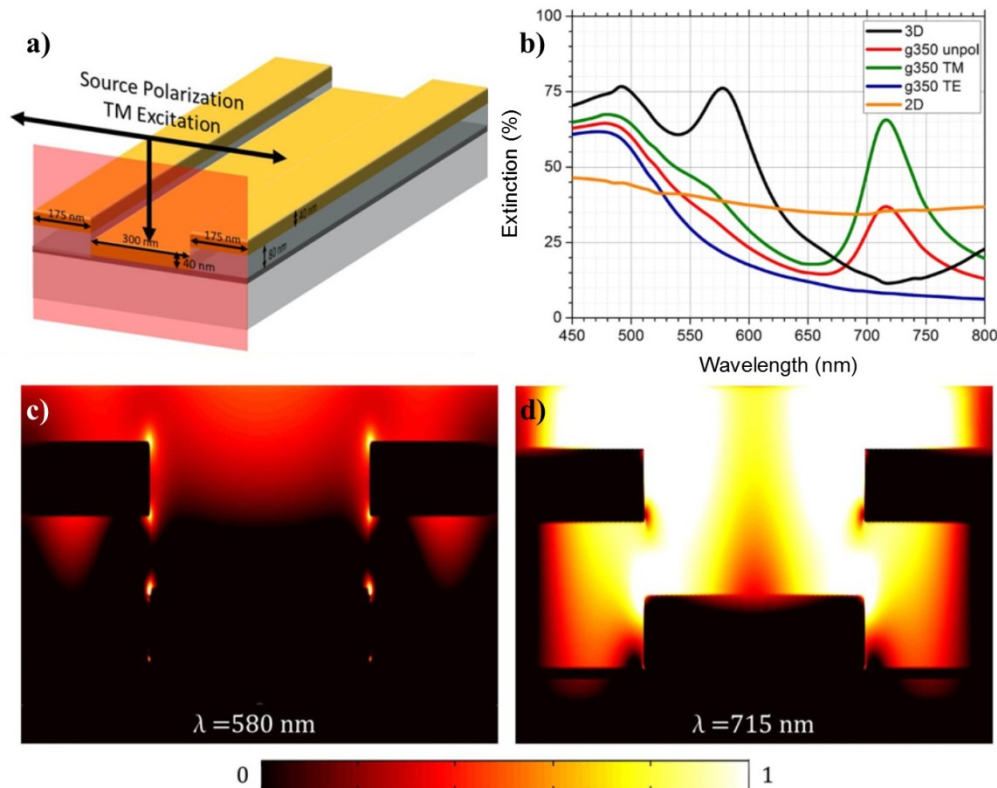 a)
Source Polarization
TM Excitation
175 nm
300 nm
175 nm
40 nm
80 nm
40 nm
b)
Extinction (%)
100
75
50
25
0
3D
g350 unpol
g350 TM
g350 TE
2D
450 500 550 600 650 700 750 800
Wavelength (nm)
c)
λ =580 nm
d)
λ =715 nm
0 1